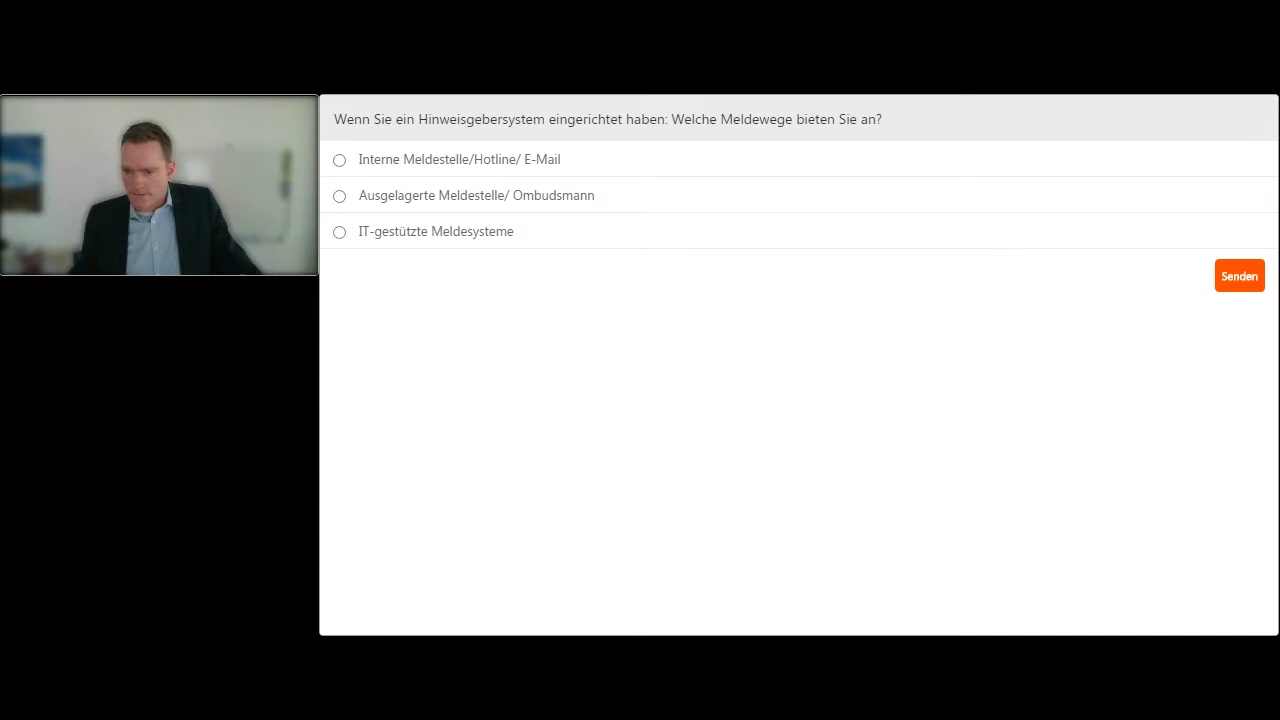 Wenn Sie ein Hinweisgebersystem eingerichtet haben: Welche Meldewege bieten Sie an?
Interne Meldestelle/Hotline/ E-Mail
Ausgelagerte Meldestelle/ Ombudsmann
IT-gestützte Meldesysteme
Senden